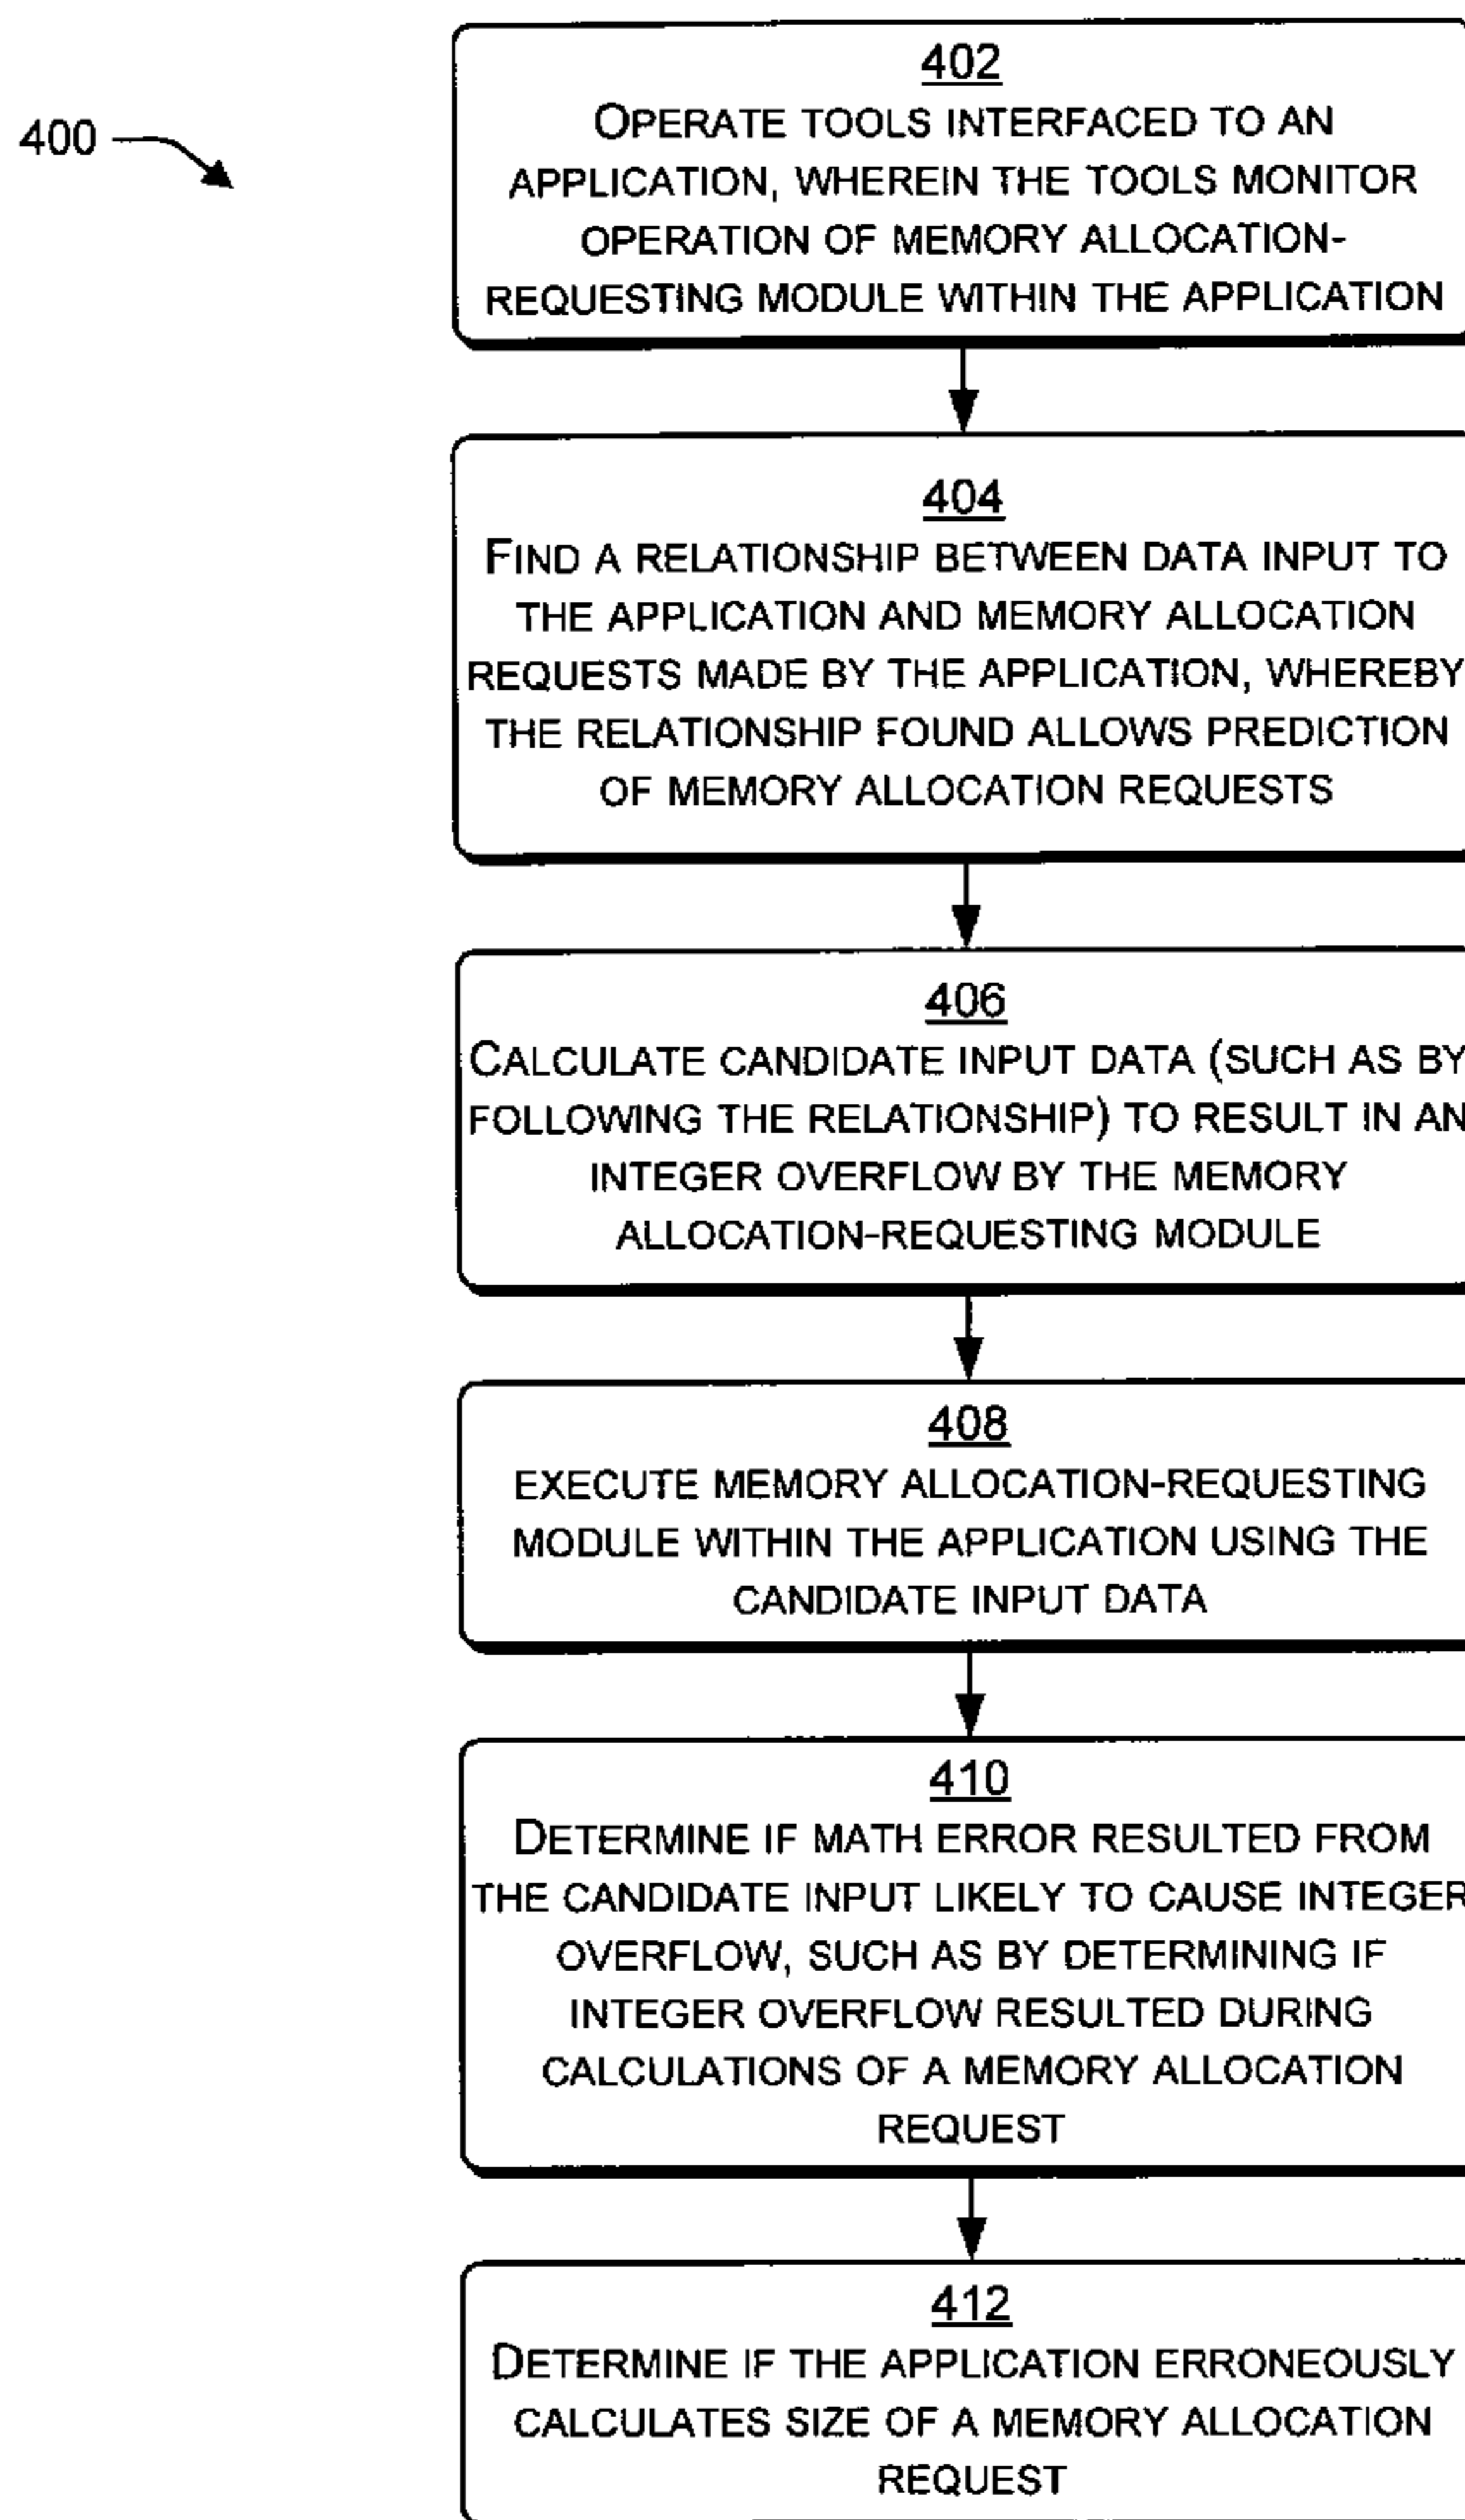 400
402
OPERATE TOOLS INTERFACED TO AN
APPLICATION, WHEREIN THE TOOLS MONITOR
OPERATION OF MEMORY ALLOCATION-
REQUESTING MODULE WITHIN THE APPLICATION
404
FIND A RELATIONSHIP BETWEEN DATA INPUT TO
THE APPLICATION AND MEMORY ALLOCATION
REQUESTS MADE BY THE APPLICATION, WHEREBY
THE RELATIONSHIP FOUND ALLOWS PREDICTION
OF MEMORY ALLOCATION REQUESTS
406
CALCULATE CANDIDATE INPUT DATA (SUCH AS BY
FOLLOWING THE RELATIONSHIP) TO RESULT IN AN
INTEGER OVERFLOW BY THE MEMORY
ALLOCATION-REQUESTING MODULE
408
EXECUTE MEMORY ALLOCATION-REQUESTING
MODULE WITHIN THE APPLICATION USING THE
CANDIDATE INPUT DATA
410
DETERMINE IF MATH ERROR RESULTED FROM
THE CANDIDATE INPUT LIKELY TO CAUSE INTEGER
OVERFLOW, SUCH AS BY DETERMINING IF
INTEGER OVERFLOW RESULTED DURING
CALCULATIONS OF A MEMORY ALLOCATION
REQUEST
412
DETERMINE IF THE APPLICATION ERRONEOUSLY
CALCULATES SIZE OF A MEMORY ALLOCATION
REQUEST